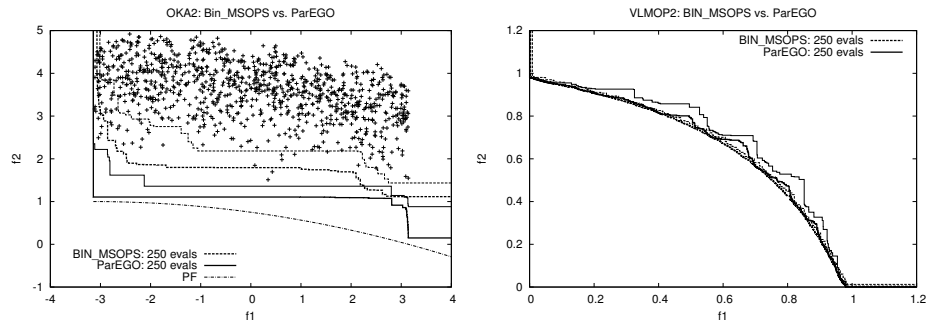 OKA2: Bin_MSOPS vs. ParEGO
5
4
3
2
1
0
-1
f2
BIN_MSOPS: 250 evals
ParEGO: 250 evals
PF
-4
-3
-2
-1
0
1
2
3
4
f1
VLMOP2: BIN_MSOPS vs. ParEGO
1.2
1
0.8
0.6
0.4
0.2
0
f2
BIN_MSOPS: 250 evals
ParEGO: 250 evals
0
0.2
0.4
0.6
0.8
1
1.2
f1